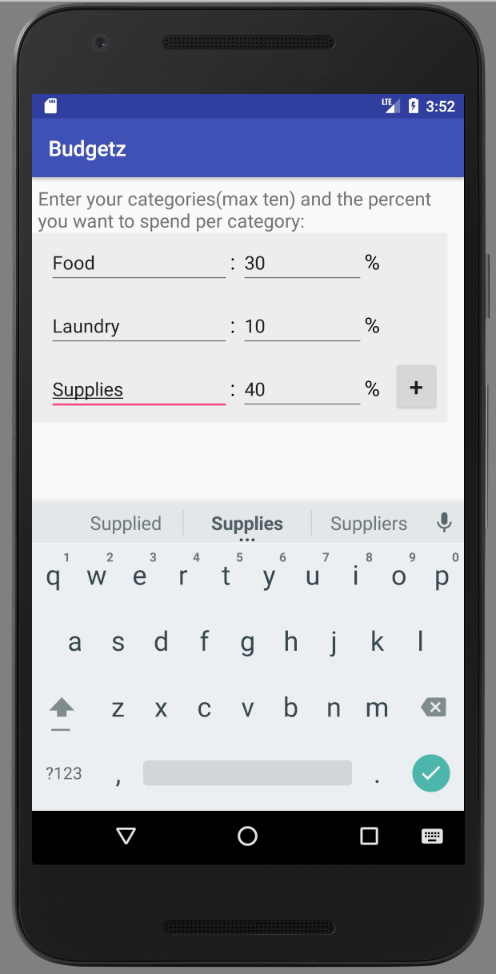 LTE 3:52
Budgetz
Enter your categories(max ten) and the percent
you want to spend per category:
Food : 30 %
Laundry : 10 %
Supplies : 40 % +
Supplied Supplies Suppliers
1 2 3 4 5 6 7 8 9 0
q w e r t y u i o p
a s d f g h j k l
z x c v b n m
?123 , .